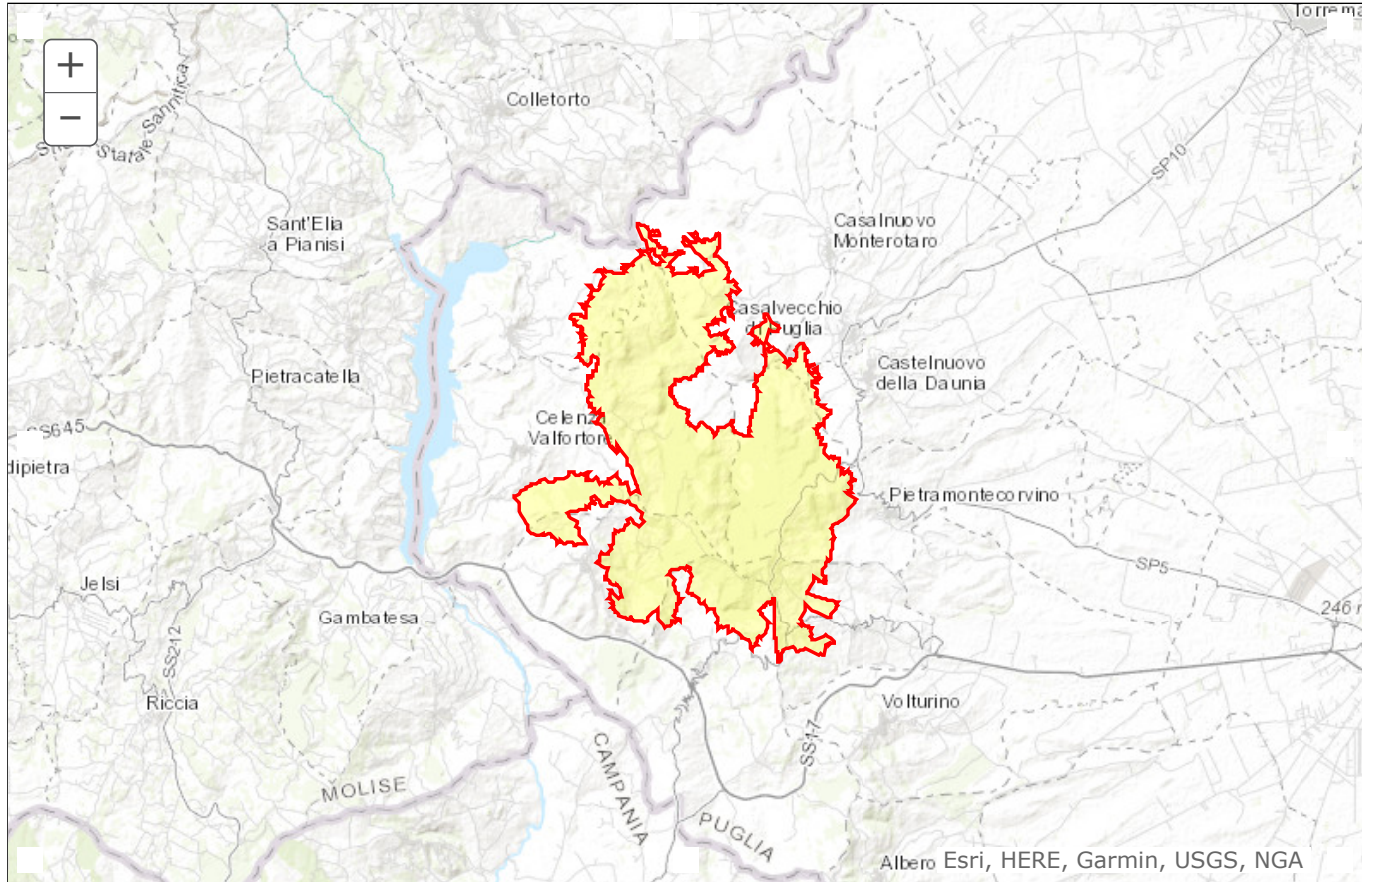 Torrema
+
−
Colletorto
Statale Sannitica
SP10
Sant'Elia
a Pianisi
Casalnuovo
Monterotaro
Casalvecchio
di Puglia
Castelnuovo
della Daunia
Pietracatella
Celenza
Valfortore
SS645
dipietra
Pietramontecorvino
SP5
Jelsi
Gambatesa
246 m
SS212
Riccia
Volturino
SS17
CAMPANIA
MOLISE
PUGLIA
Albero
Esri, HERE, Garmin, USGS, NGA